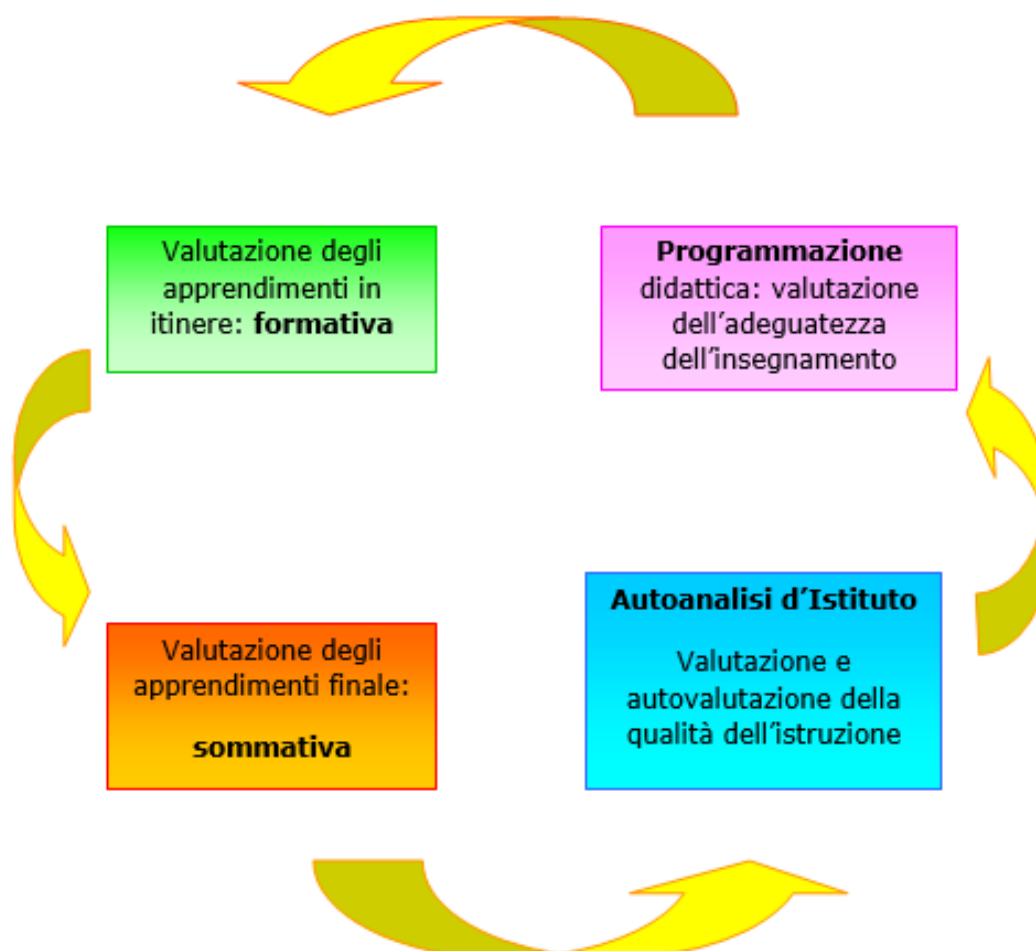 Valutazione degli
apprendimenti in
itinere: formativa
Programmazione
didattica: valutazione
dell’adeguatezza
dell’insegnamento
Valutazione degli
apprendimenti finale:
sommativa
Autoanalisi d’Istituto
Valutazione e
autovalutazione della
qualità dell’istruzione